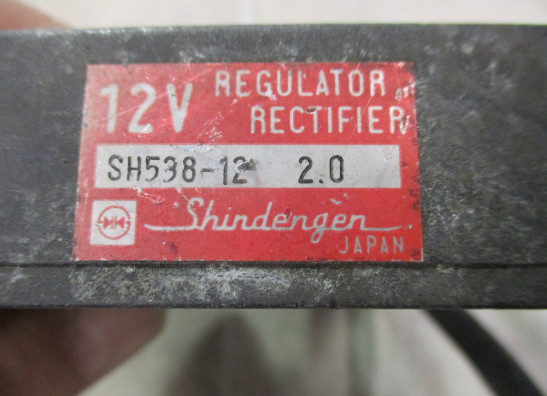 12V REGULATOR
RECTIFIER
SH538-12 2.0
Shindengen
JAPAN